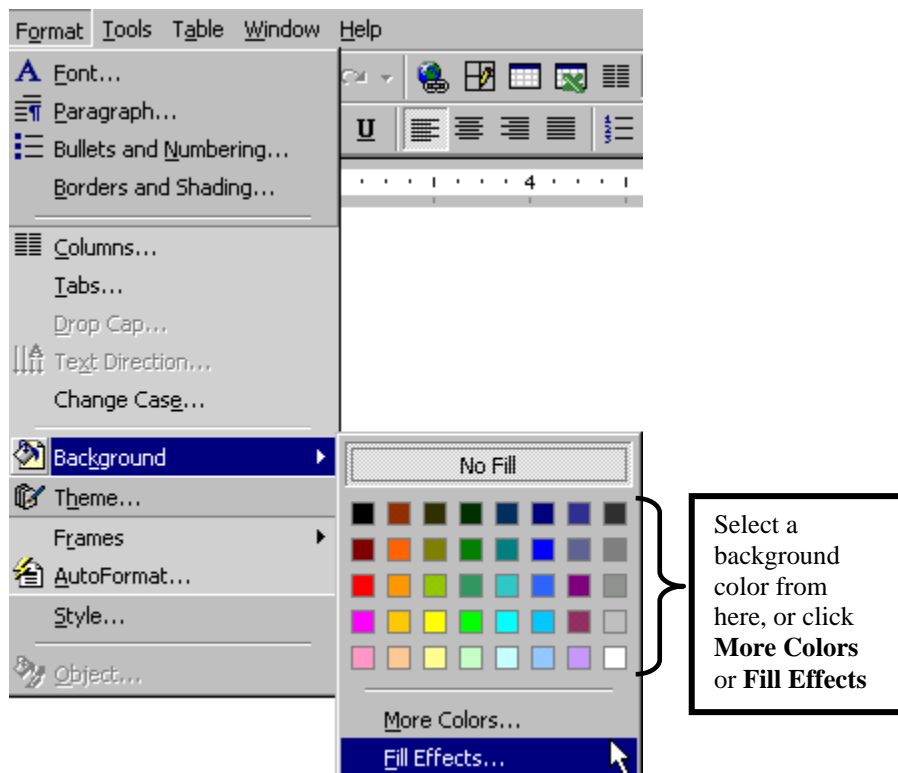 Format Tools Table Window Help
Font...
Paragraph...
Bullets and Numbering...
Borders and Shading...
Columns...
Tabs...
Drop Cap...
Text Direction...
Change Case...
Background
Theme...
Frames
AutoFormat...
Style...
Object...
U
4
No Fill
More Colors...
Fill Effects...
Select a
background
color from
here, or click
More Colors
or Fill Effects